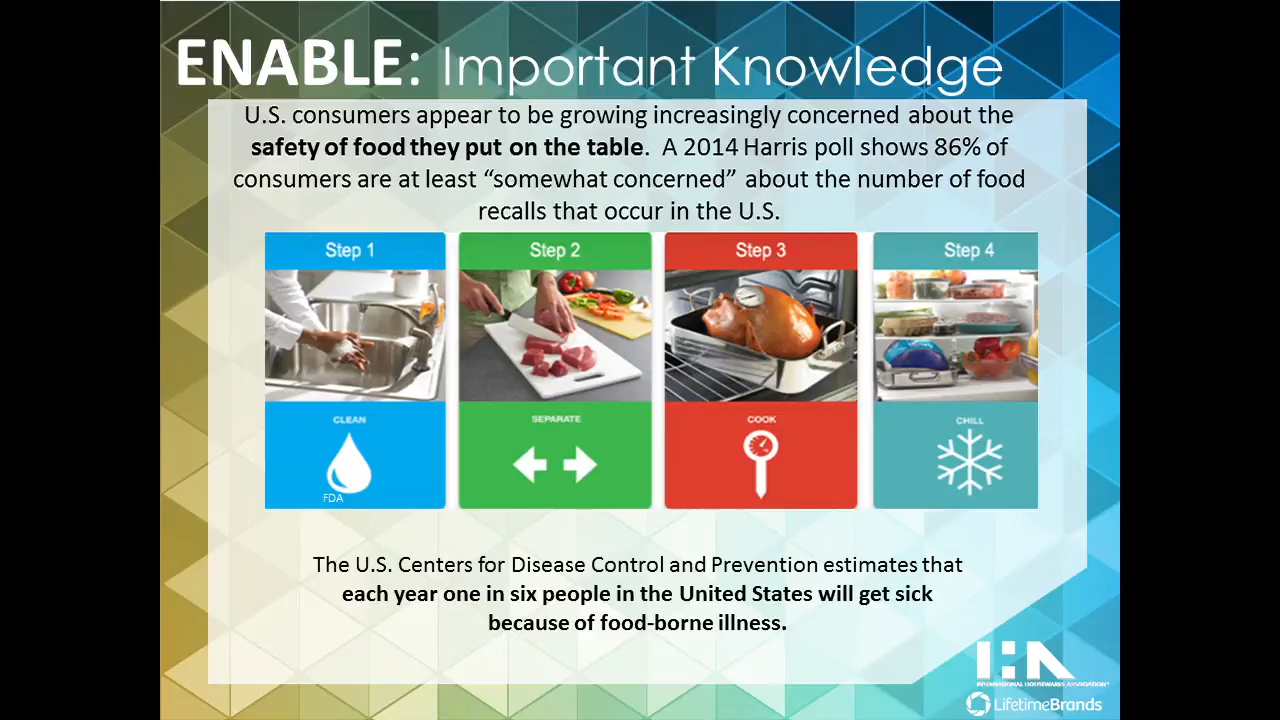 ENABLE: Important Knowledge
U.S. consumers appear to be growing increasingly concerned about the
safety of food they put on the table. A 2014 Harris poll shows 86% of
consumers are at least “somewhat concerned” about the number of food
recalls that occur in the U.S.
Step 1
Step 2
Step 3
Step 4
CLEAN
SEPARATE
COOK
CHILL
FDA
The U.S. Centers for Disease Control and Prevention estimates that
each year one in six people in the United States will get sick
because of food-borne illness.
IHA
INTERNATIONAL HOUSEWARES ASSOCIATION
LifetimeBrands